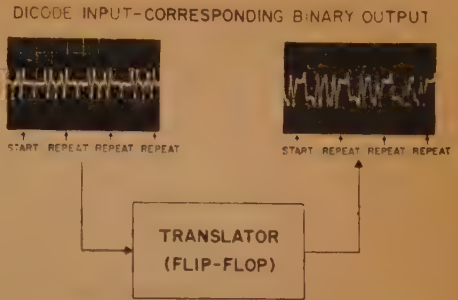 DICODE INPUT-CORRESPONDING BINARY OUTPUT
START REPEAT REPEAT REPEAT
START REPEAT REPEAT REPEAT
TRANSLATOR
(FLIP-FLOP)